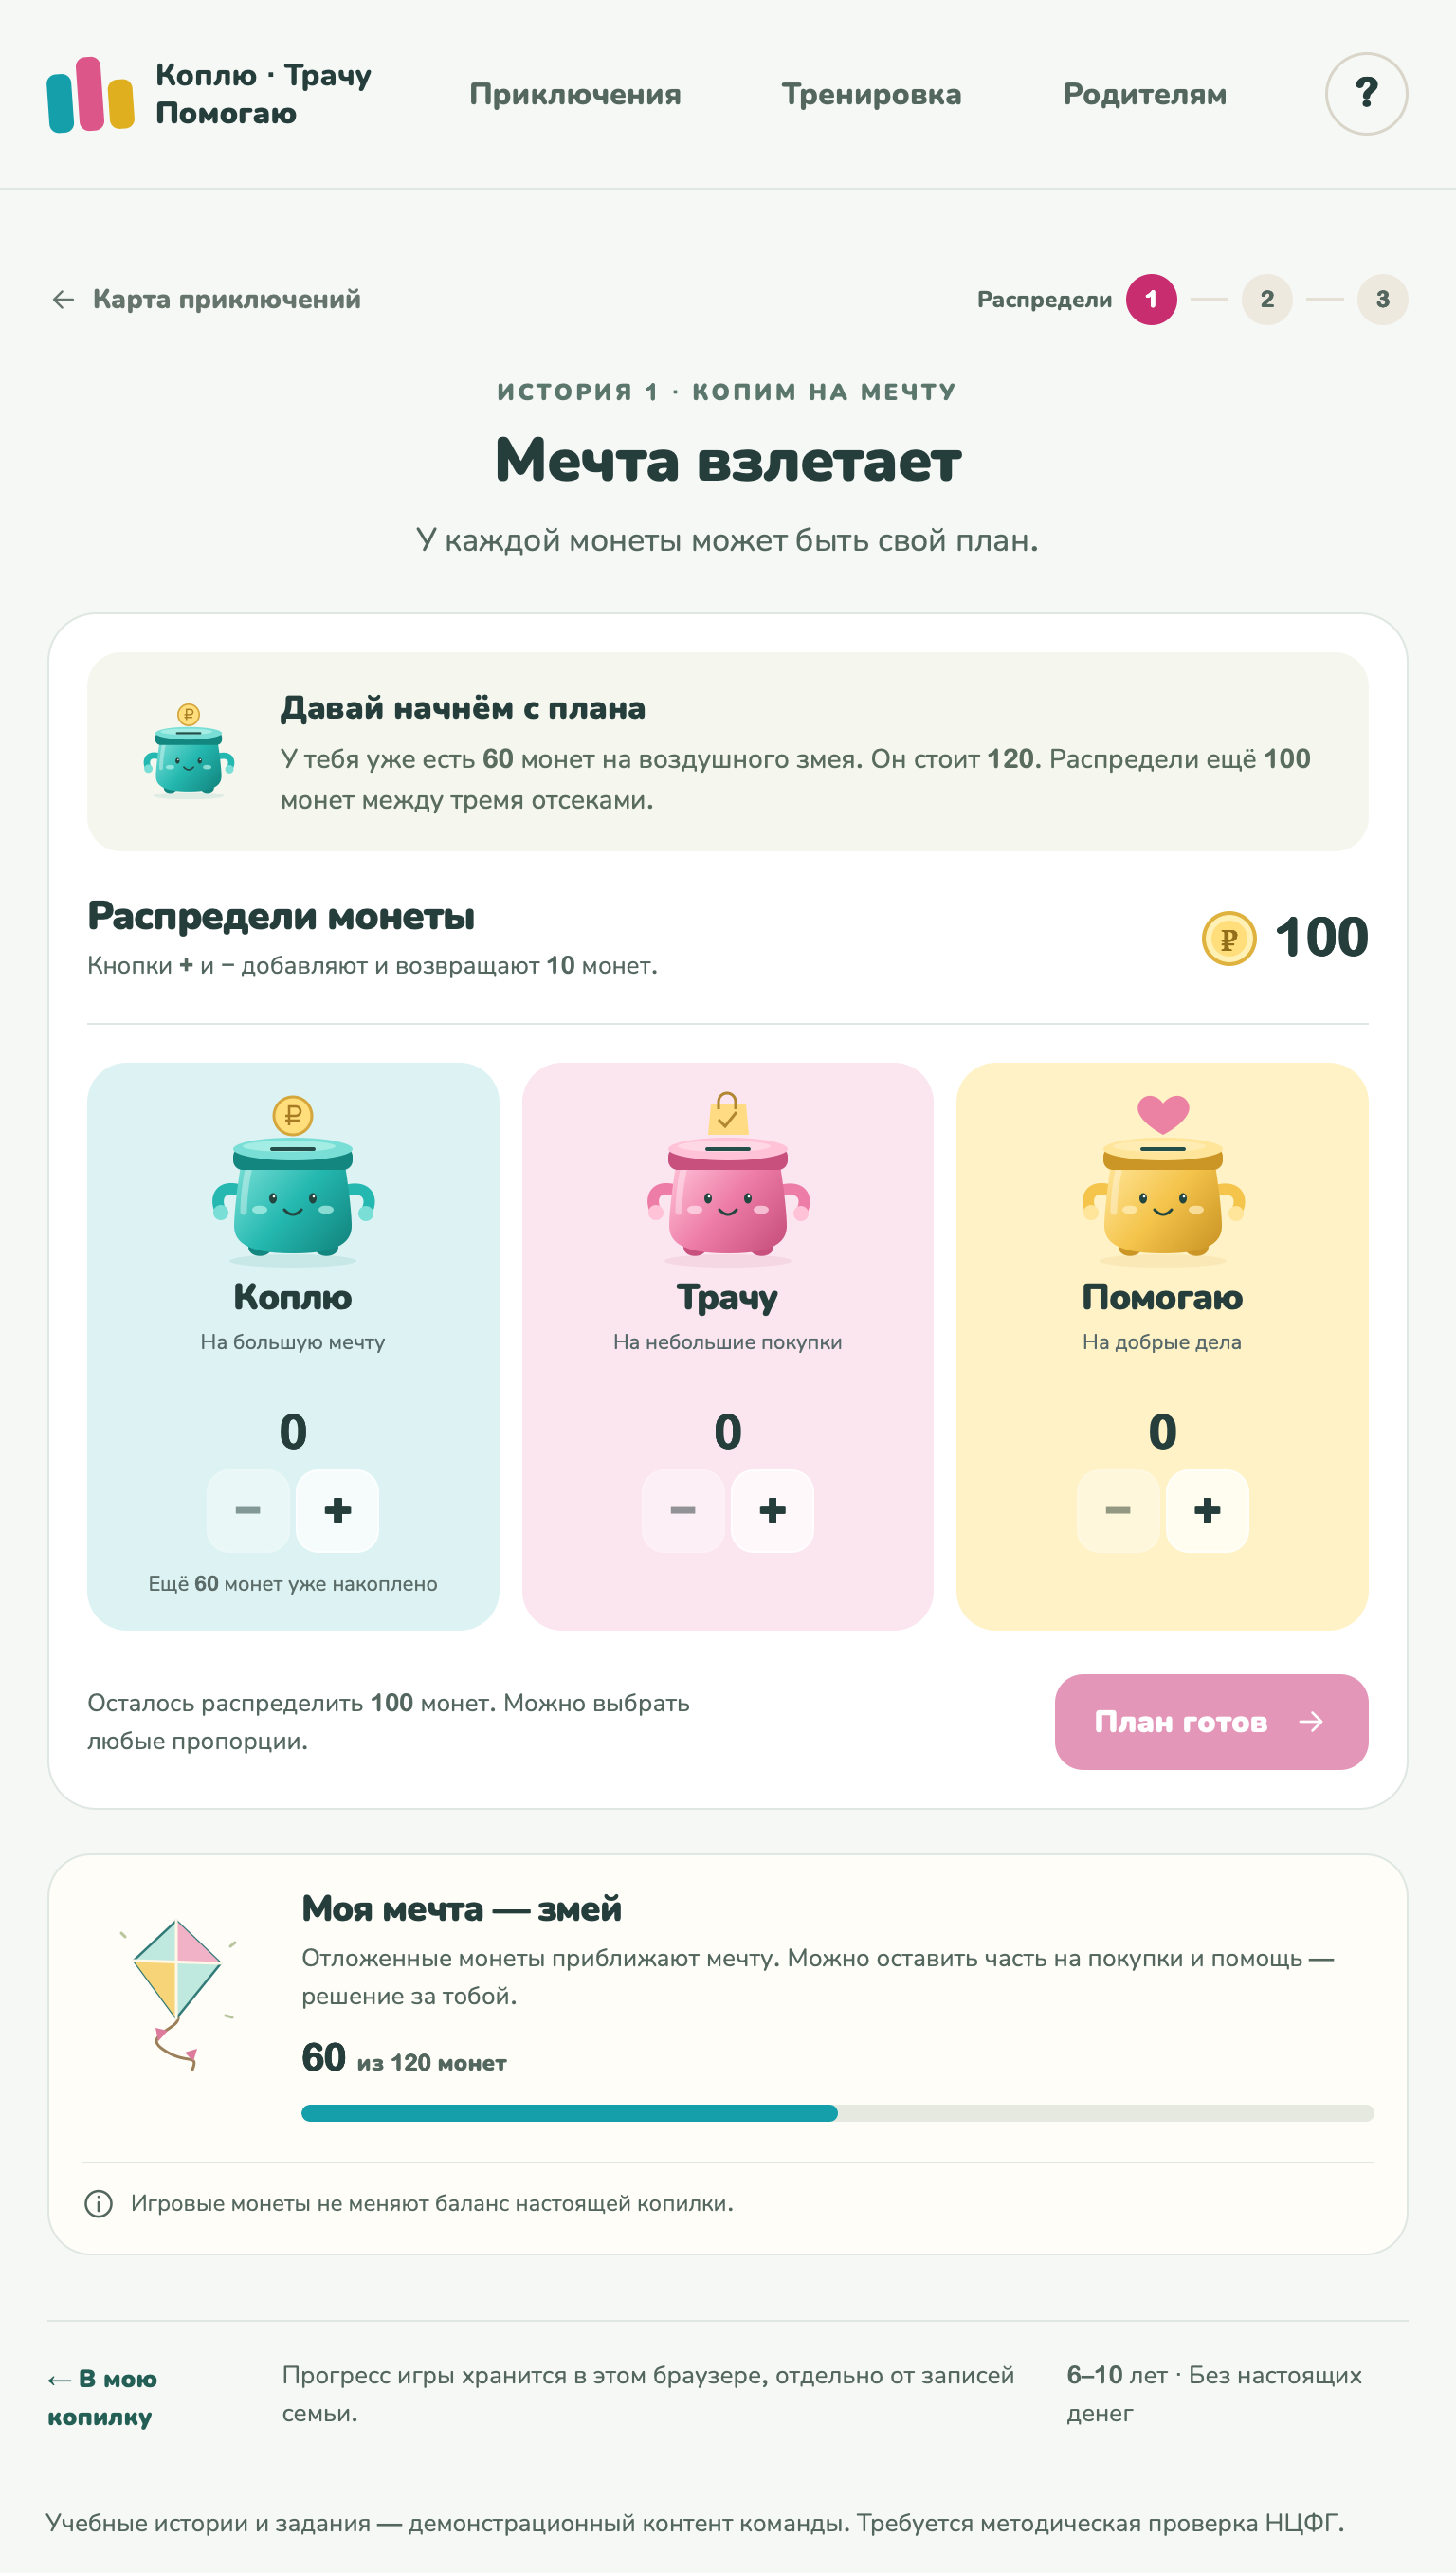 Коплю · Трачу
Помогаю
Приключения
Тренировка
Родителям
?
← Карта приключений
Распредели
1
2
3
ИСТОРИЯ 1 · КОПИМ НА МЕЧТУ
Мечта взлетает
У каждой монеты может быть свой план.
Давай начнём с плана
У тебя уже есть 60 монет на воздушного змея. Он стоит 120. Распредели ещё 100
монет между тремя отсеками.
Распредели монеты
Кнопки + и − добавляют и возвращают 10 монет.
₽ 100
Коплю
На большую мечту
0
− +
Ещё 60 монет уже накоплено
Трачу
На небольшие покупки
0
− +
Помогаю
На добрые дела
0
− +
Осталось распределить 100 монет. Можно выбрать
любые пропорции.
План готов →
Моя мечта — змей
Отложенные монеты приближают мечту. Можно оставить часть на покупки и помощь —
решение за тобой.
60 из 120 монет
Игровые монеты не меняют баланс настоящей копилки.
← В мою
копилку
Прогресс игры хранится в этом браузере, отдельно от записей
семьи.
6–10 лет · Без настоящих
денег
Учебные истории и задания — демонстрационный контент команды. Требуется методическая проверка НЦФГ.